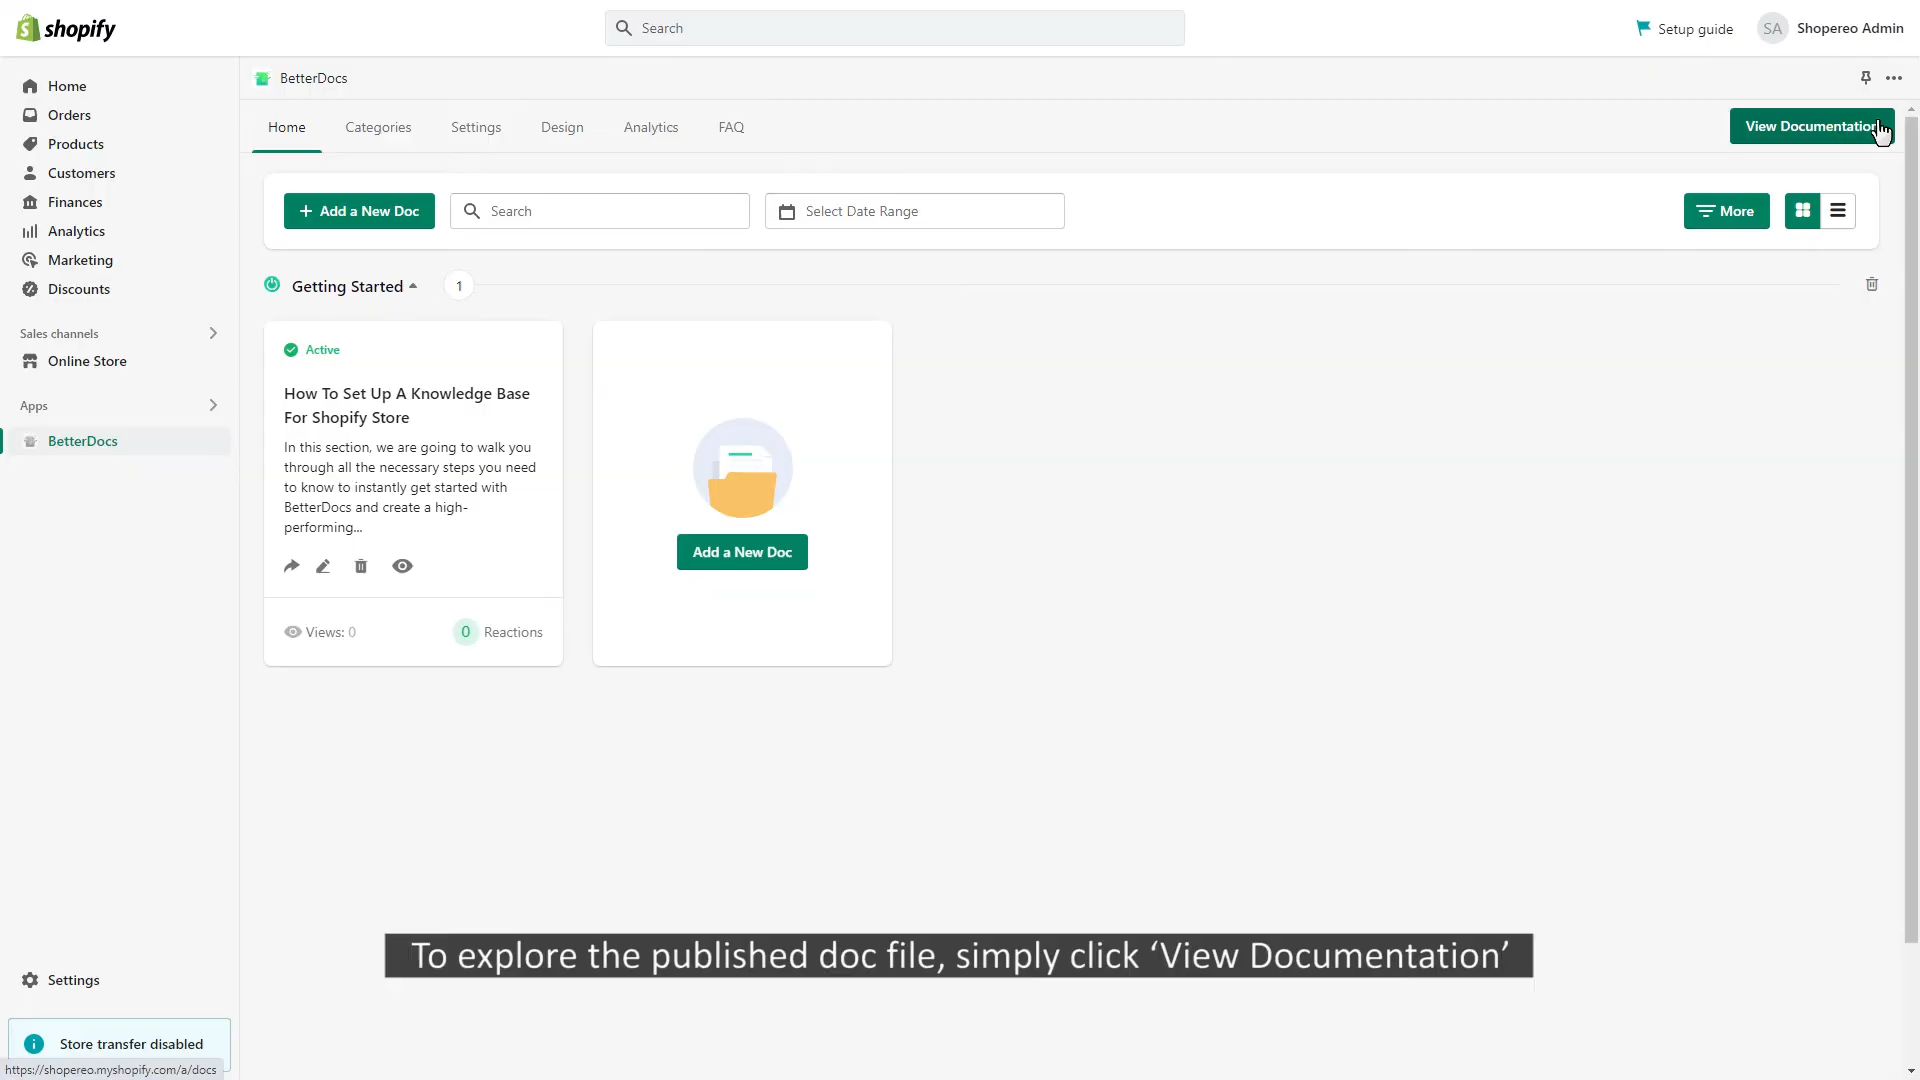 shopify
Search
Setup guide
SA
Shopereo Admin
Home
Orders
Products
Customers
Finances
Analytics
Marketing
Discounts
Sales channels
Online Store
Apps
BetterDocs
Settings
Store transfer disabled
https://shopereo.myshopify.com/a/docs
BetterDocs
Home
Categories
Settings
Design
Analytics
FAQ
View Documentation
+ Add a New Doc
Search
Select Date Range
More
Getting Started
1
Active
How To Set Up A Knowledge Base
For Shopify Store
In this section, we are going to walk you
through all the necessary steps you need
to know to instantly get started with
BetterDocs and create a high-
performing...
Views: 0
0 Reactions
Add a New Doc
To explore the published doc file, simply click ‘View Documentation’